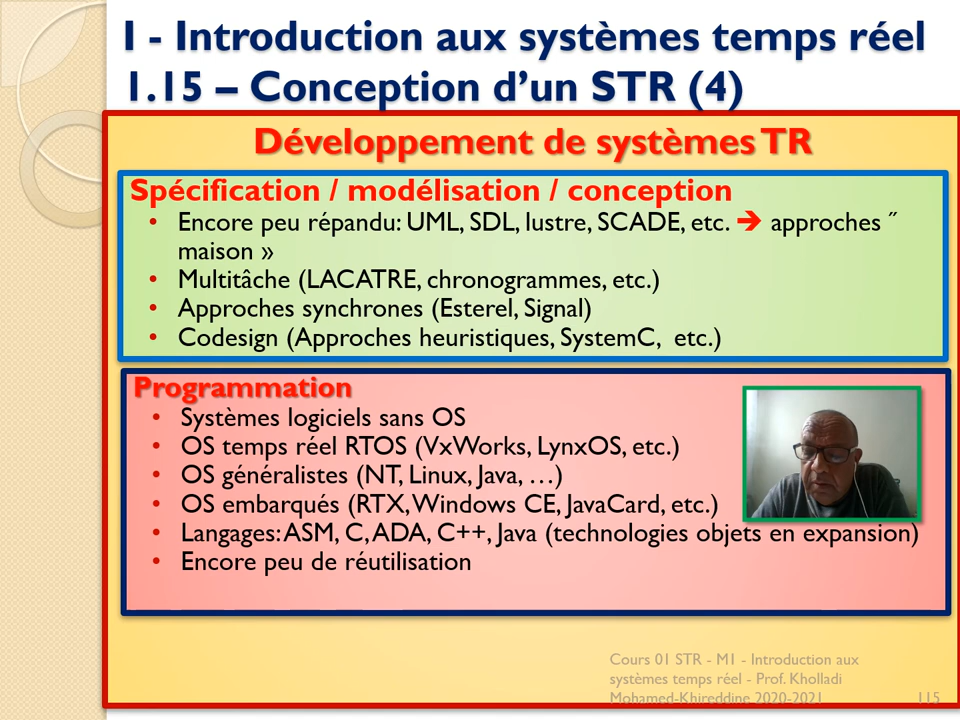 I - Introduction aux systèmes temps réel
1.15 – Conception d’un STR (4)
Développement de systèmes TR
Spécification / modélisation / conception
• Encore peu répandu: UML, SDL, lustre, SCADE, etc. ➔ approches ˝
maison »
• Multitâche (LACATRE, chronogrammes, etc.)
• Approches synchrones (Esterel, Signal)
• Codesign (Approches heuristiques, SystemC, etc.)
Programmation
• Systèmes logiciels sans OS
• OS temps réel RTOS (VxWorks, LynxOS, etc.)
• OS généralistes (NT, Linux, Java, …)
• OS embarqués (RTX, Windows CE, JavaCard, etc.)
• Langages: ASM, C, ADA, C++, Java (technologies objets en expansion)
• Encore peu de réutilisation
Cours 01 STR - M1 - Introduction aux
systèmes temps réel - Prof. Kholladi
Mohamed-Khireddine 2020-2021
115